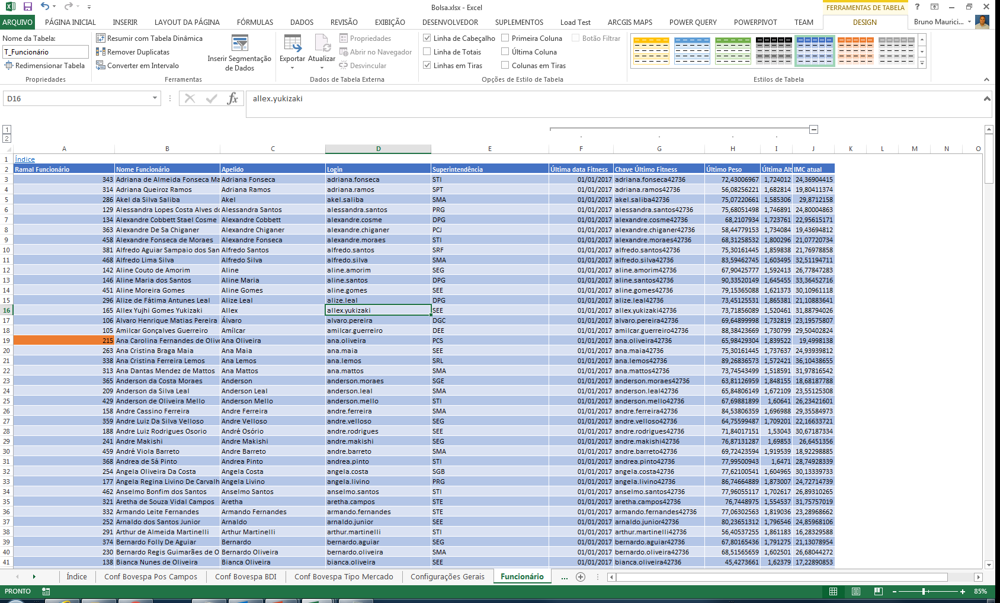 Bolsa.xlsx - Excel
FERRAMENTAS DE TABELA
ARQUIVO PÁGINA INICIAL INSERIR LAYOUT DA PÁGINA FÓRMULAS DADOS REVISÃO EXIBIÇÃO DESENVOLVEDOR SUPLEMENTOS Load Test ARCGIS MAPS POWER QUERY POWERPIVOT TEAM DESIGN Bruno Maurici...
Nome da Tabela:
T_Funcionário
Redimensionar Tabela
Propriedades
Resumir com Tabela Dinâmica
Remover Duplicatas
Converter em Intervalo
Inserir Segmentação
de Dados
Ferramentas
Exportar Atualizar
Propriedades
Abrir no Navegador
Desvincular
Dados de Tabela Externa
Linha de Cabeçalho Primeira Coluna Botão Filtrar
Linha de Totais Última Coluna
Linhas em Tiras Colunas em Tiras
Opções de Estilo de Tabela
Estilos de Tabela
D16 fx allex.yukizaki
1
2
A B C D E F G H I J K L M N O
1 Índice
2 Ramal Funcionário Nome Funcionário Apelido Login Superintendência Última data Fitness Chave Último Fitness Último Peso Última Alt IMC atual
3 343 Adriana de Almeida Fonseca Ma Adriana Fonseca adriana.fonseca STI 01/01/2017 adriana.fonseca42736 72,43006967 1,724012 24,36904415
4 314 Adriana Queiroz Ramos Adriana Ramos adriana.ramos SPT 01/01/2017 adriana.ramos42736 56,08256221 1,682814 19,80411374
5 286 Akel da Silva Saliba Akel akel.saliba SMA 01/01/2017 akel.saliba42736 75,07220661 1,585306 29,8712158
6 129 Alessandra Lopes Costa Alves do Alessandra Santos alessandra.santos PRG 01/01/2017 alessandra.santos42736 75,68051498 1,746891 24,80004863
7 134 Alexandre Cobbett Stael Cosme Alexandre Cobbett alexandre.cosme DPG 01/01/2017 alexandre.cosme42736 68,2107934 1,723761 22,95615171
8 363 Alexandre De Sa Chiganer Alexandre Chiganer alexandre.chiganer PCJ 01/01/2017 alexandre.chiganer42736 58,44779153 1,734084 19,43694812
9 458 Alexandre Fonseca de Moraes Alexandre Fonseca alexandre.moraes STI 01/01/2017 alexandre.moraes42736 68,31258532 1,800296 21,07720734
10 381 Alfredo Aguiar Sampaio dos San Alfredo Santos alfredo.santos SRF 01/01/2017 alfredo.santos42736 75,30161445 1,859838 21,76978858
11 468 Alfredo Lima Silva Alfredo Silva alfredo.silva SMA 01/01/2017 alfredo.silva42736 83,59462745 1,603495 32,51194711
12 142 Aline Couto de Amorim Aline aline.amorim SEG 01/01/2017 aline.amorim42736 67,90425777 1,592413 26,77847283
13 146 Aline Maria dos Santos Aline Maria aline.santos DPG 01/01/2017 aline.santos42736 90,33520149 1,645455 33,36452716
14 451 Aline Moreira Gomes Aline Gomes aline.gomes SEE 01/01/2017 aline.gomes42736 79,15365088 1,621373 30,10961118
15 296 Alize de Fátima Antunes Leal Alize Leal alize.leal DPG 01/01/2017 alize.leal42736 73,45125531 1,865381 21,10883641
16 165 Allex Yujhi Gomes Yukizaki Allex allex.yukizaki SEE 01/01/2017 allex.yukizaki42736 73,71856089 1,520461 31,88794026
17 106 Alvaro Henrique Matias Pereira Álvaro alvaro.pereira DGC 01/01/2017 alvaro.pereira42736 69,64899998 1,732819 23,19575807
18 105 Amilcar Gonçalves Guerreiro Amílcar amilcar.guerreiro DEE 01/01/2017 amilcar.guerreiro42736 88,38423669 1,730799 29,50402824
19 215 Ana Carolina Fernandes de Olive Ana Oliveira ana.oliveira PCS 01/01/2017 ana.oliveira42736 65,98429304 1,839522 19,4998138
20 263 Ana Cristina Braga Maia Ana Maia ana.maia SEE 01/01/2017 ana.maia42736 75,30161445 1,737637 24,93939812
21 338 Ana Cristina Ferreira Lemos Ana Lemos ana.lemos SRL 01/01/2017 ana.lemos42736 89,26836573 1,572421 36,10438655
22 313 Ana Dantas Mendez de Mattos Ana Mattos ana.mattos SMA 01/01/2017 ana.mattos42736 73,74543499 1,518591 31,97816542
23 365 Anderson da Costa Moraes Anderson anderson.moraes SGE 01/01/2017 anderson.moraes42736 63,81126959 1,848155 18,68187788
24 209 Anderson da Silva Leal Anderson Leal anderson.leal SMA 01/01/2017 anderson.leal42736 65,84806149 1,672109 23,55125308
25 429 Anderson de Oliveira Mello Anderson Mello anderson.mello STI 01/01/2017 anderson.mello42736 67,69881899 1,60641 26,23421601
26 158 Andre Cassino Ferreira Andre Ferreira andre.ferreira SMA 01/01/2017 andre.ferreira42736 84,53806359 1,696988 29,35584973
27 359 Andre Luiz Da Silva Velloso Andre Velloso andre.velloso SEG 01/01/2017 andre.velloso42736 64,75599487 1,709201 22,16633721
28 188 Andre Luiz Rodrigues Osorio André Osório andre.rodrigues SEE 01/01/2017 andre.rodrigues42736 71,84017151 1,53043 30,67187334
29 241 Andre Makishi Andre Makishi andre.makishi SEG 01/01/2017 andre.makishi42736 76,87131287 1,69853 26,6451356
30 459 André Viola Barreto Andre Barreto andre.barreto SMA 01/01/2017 andre.barreto42736 69,72423594 1,919539 18,92298885
31 368 Andrea de Sá Pinto Andrea Pinto andrea.pinto STI 01/01/2017 andrea.pinto42736 77,99500943 1,6471 28,74928339
32 254 Angela Oliveira Da Costa Angela Costa angela.costa SGB 01/01/2017 angela.costa42736 77,62100541 1,604965 30,13339733
33 177 Angela Regina Livino De Carvalh Angela Livino angela.livino PRG 01/01/2017 angela.livino42736 86,74664889 1,873007 24,72714739
34 462 Anselmo Bonfim dos Santos Anselmo Santos anselmo.santos STI 01/01/2017 anselmo.santos42736 77,96055117 1,702617 26,89310265
35 321 Aretha de Souza Vidal Campos Aretha aretha.campos STE 01/01/2017 aretha.campos42736 76,7448975 1,554537 31,75757019
36 332 Armando Leite Fernandes Armando Fernandes armando.fernandes STE 01/01/2017 armando.fernandes42736 77,06302563 1,819036 23,28968662
37 252 Arnaldo dos Santos Junior Arnaldo arnaldo.junior SEE 01/01/2017 arnaldo.junior42736 80,23651312 1,796546 24,85968106
38 291 Arthur de Almeida Martinelli Arthur Martinelli arthur.martinelli STI 01/01/2017 arthur.martinelli42736 56,40537255 1,861183 16,28329588
39 374 Bernardo Folly De Aguiar Bernardo bernardo.aguiar SEG 01/01/2017 bernardo.aguiar42736 67,80165436 1,791275 21,13078954
40 230 Bernardo Regis Guimarães de O Bernardo Oliveira bernardo.oliveira SMA 01/01/2017 bernardo.oliveira42736 68,51565659 1,602501 26,68044272
41 138 Bianca Nunes de Oliveira Bianca Oliveira bianca.oliveira SEE 01/01/2017 bianca.oliveira42736 45,4273661 1,62379 17,22890853
Índice Conf Bovespa Pos Campos Conf Bovespa BDI Conf Bovespa Tipo Mercado Configurações Gerais Funcionário ...
PRONTO 85%